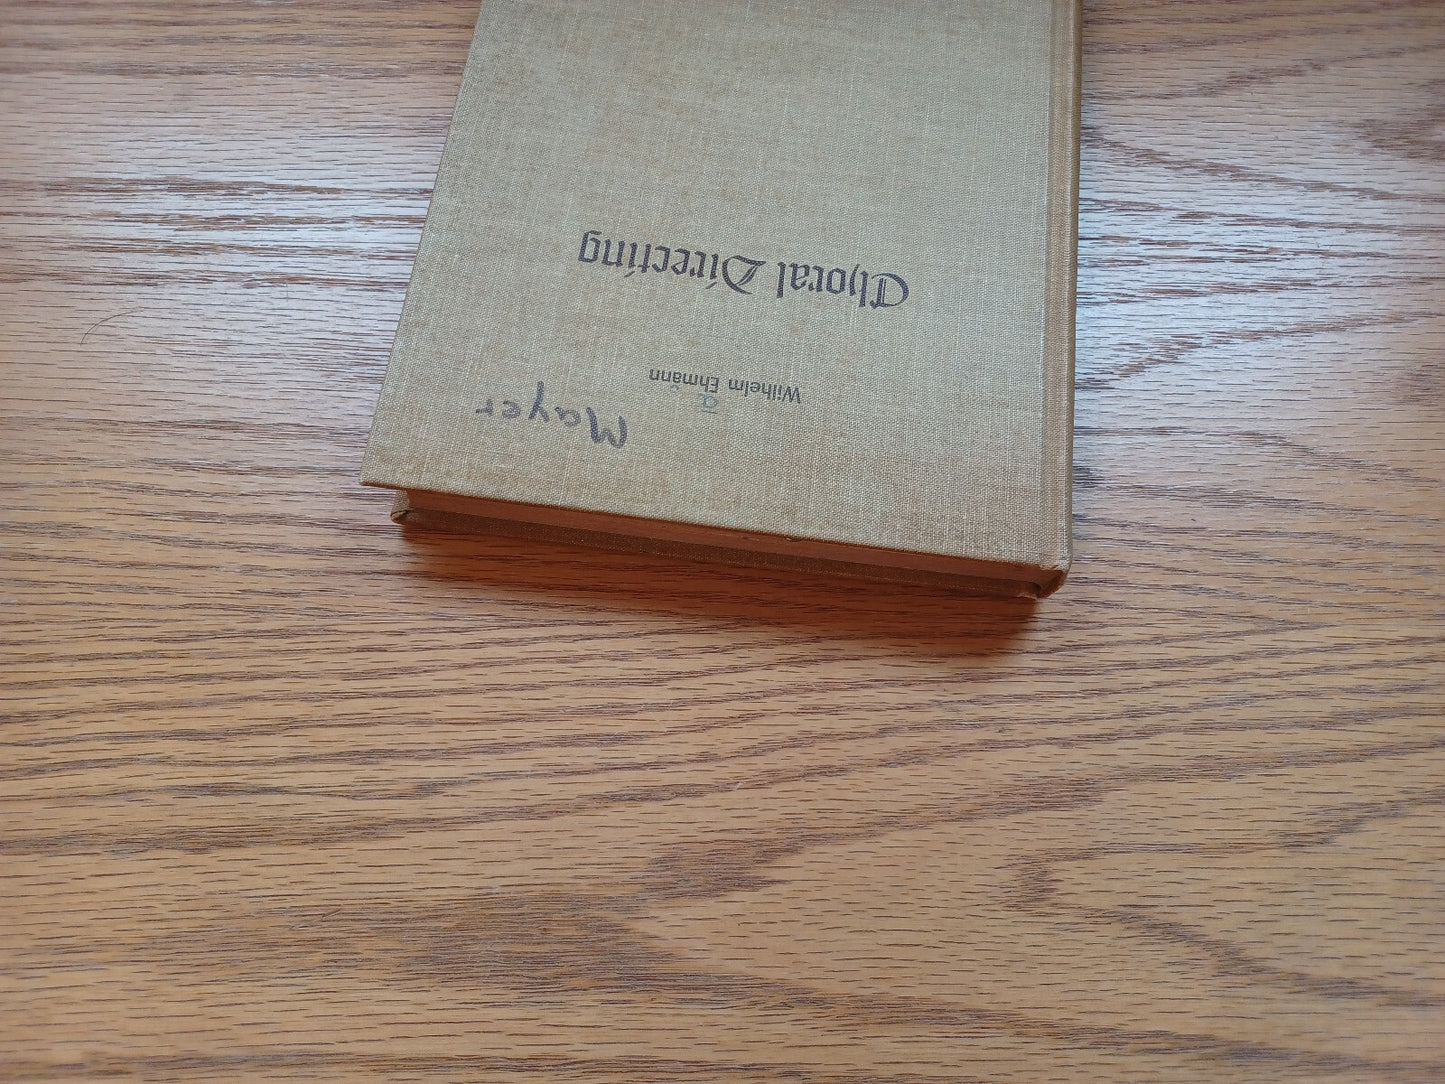 Mayer
ā
Wilhelm Ehmann
Choral Directing